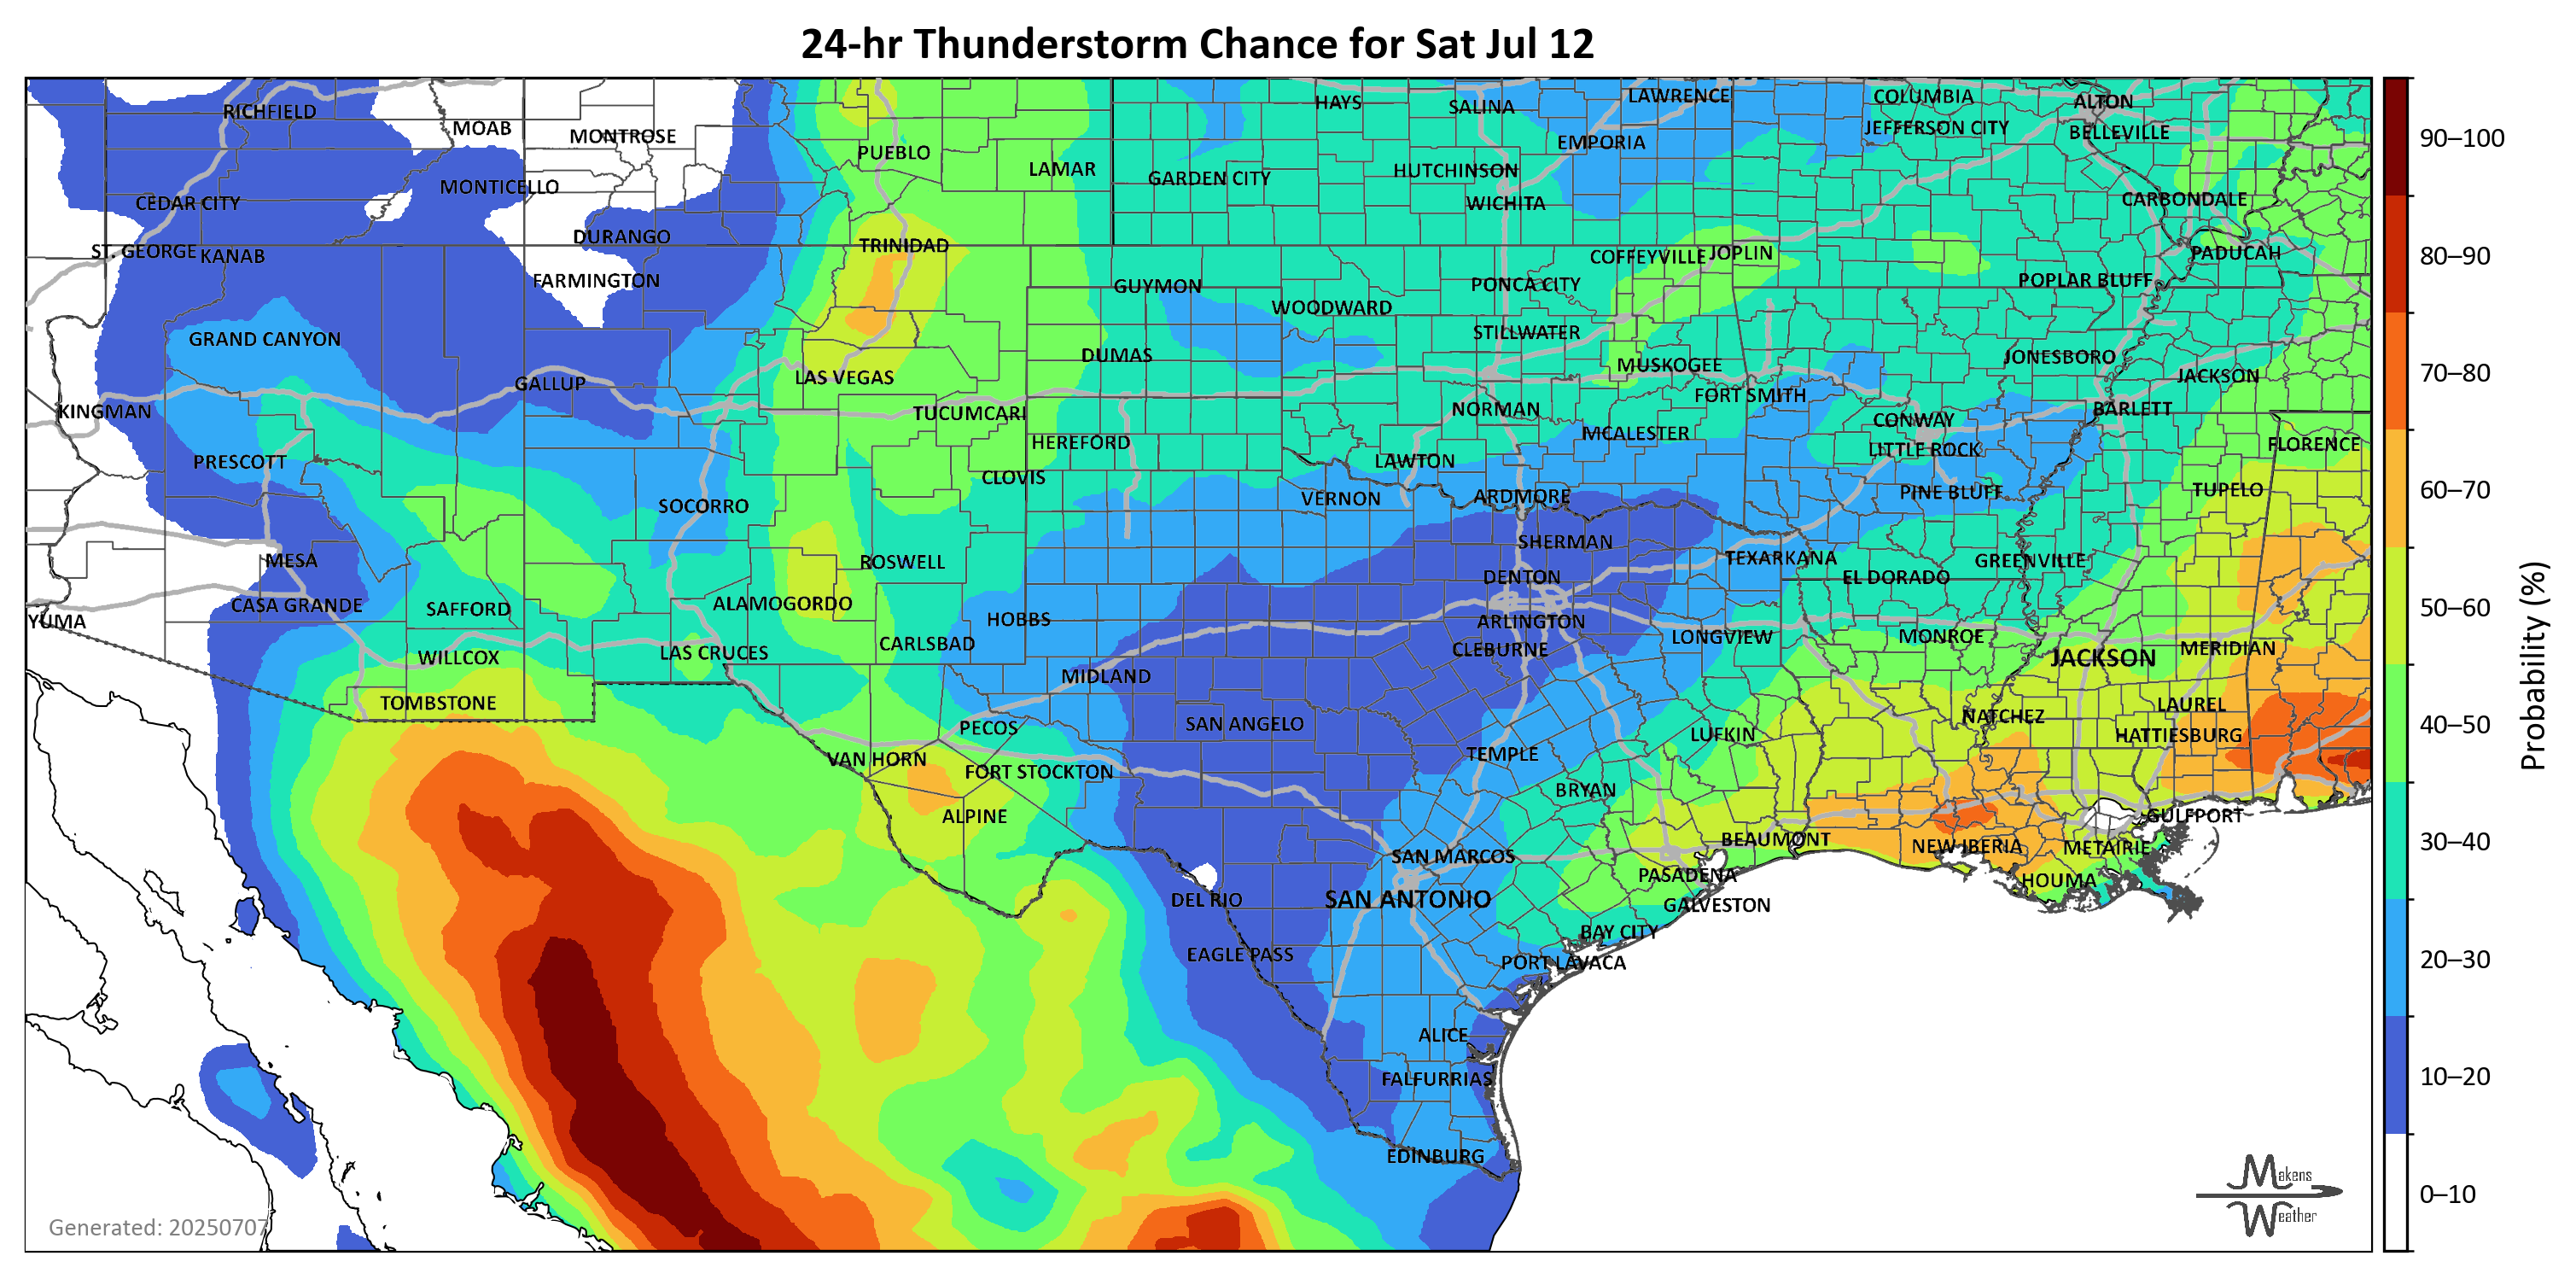 24-hr Thunderstorm Chance for Sat Jul 12
RICHFIELD
MOAB
MONTROSE
PUEBLO
LAMAR
HAYS
SALINA
LAWRENCE
COLUMBIA
ALTON
JEFFERSON CITY
BELLEVILLE
EMPORIA
HUTCHINSON
GARDEN CITY
MONTICELLO
CEDAR CITY
WICHITA
CARBONDALE
DURANGO
TRINIDAD
ST. GEORGE
KANAB
COFFEYVILLE
JOPLIN
PADUCAH
FARMINGTON
GUYMON
PONCA CITY
POPLAR BLUFF
WOODWARD
GRAND CANYON
STILLWATER
DUMAS
JONESBORO
MUSKOGEE
LAS VEGAS
JACKSON
GALLUP
FORT SMITH
KINGMAN
TUCUMCARI
NORMAN
BARLETT
CONWAY
MCALESTER
HEREFORD
FLORENCE
LITTLE ROCK
PRESCOTT
LAWTON
CLOVIS
TUPELO
PINE BLUFF
VERNON
ARDMORE
SOCORRO
SHERMAN
MESA
ROSWELL
TEXARKANA
GREENVILLE
DENTON
EL DORADO
CASA GRANDE
SAFFORD
ALAMOGORDO
HOBBS
YUMA
ARLINGTON
LONGVIEW
MONROE
CARLSBAD
CLEBURNE
MERIDIAN
WILLCOX
LAS CRUCES
JACKSON
MIDLAND
TOMBSTONE
LAUREL
NATCHEZ
SAN ANGELO
PECOS
LUFKIN
HATTIESBURG
TEMPLE
VAN HORN
FORT STOCKTON
BRYAN
ALPINE
GULFPORT
BEAUMONT
NEW IBERIA
METAIRIE
SAN MARCOS
PASADENA
HOUMA
DEL RIO
SAN ANTONIO
GALVESTON
BAY CITY
EAGLE PASS
PORT LAVACA
ALICE
FALFURRIAS
EDINBURG
Generated: 20250707
Makens
Weather
90–100
80–90
70–80
60–70
50–60
40–50
30–40
20–30
10–20
0–10
Probability (%)